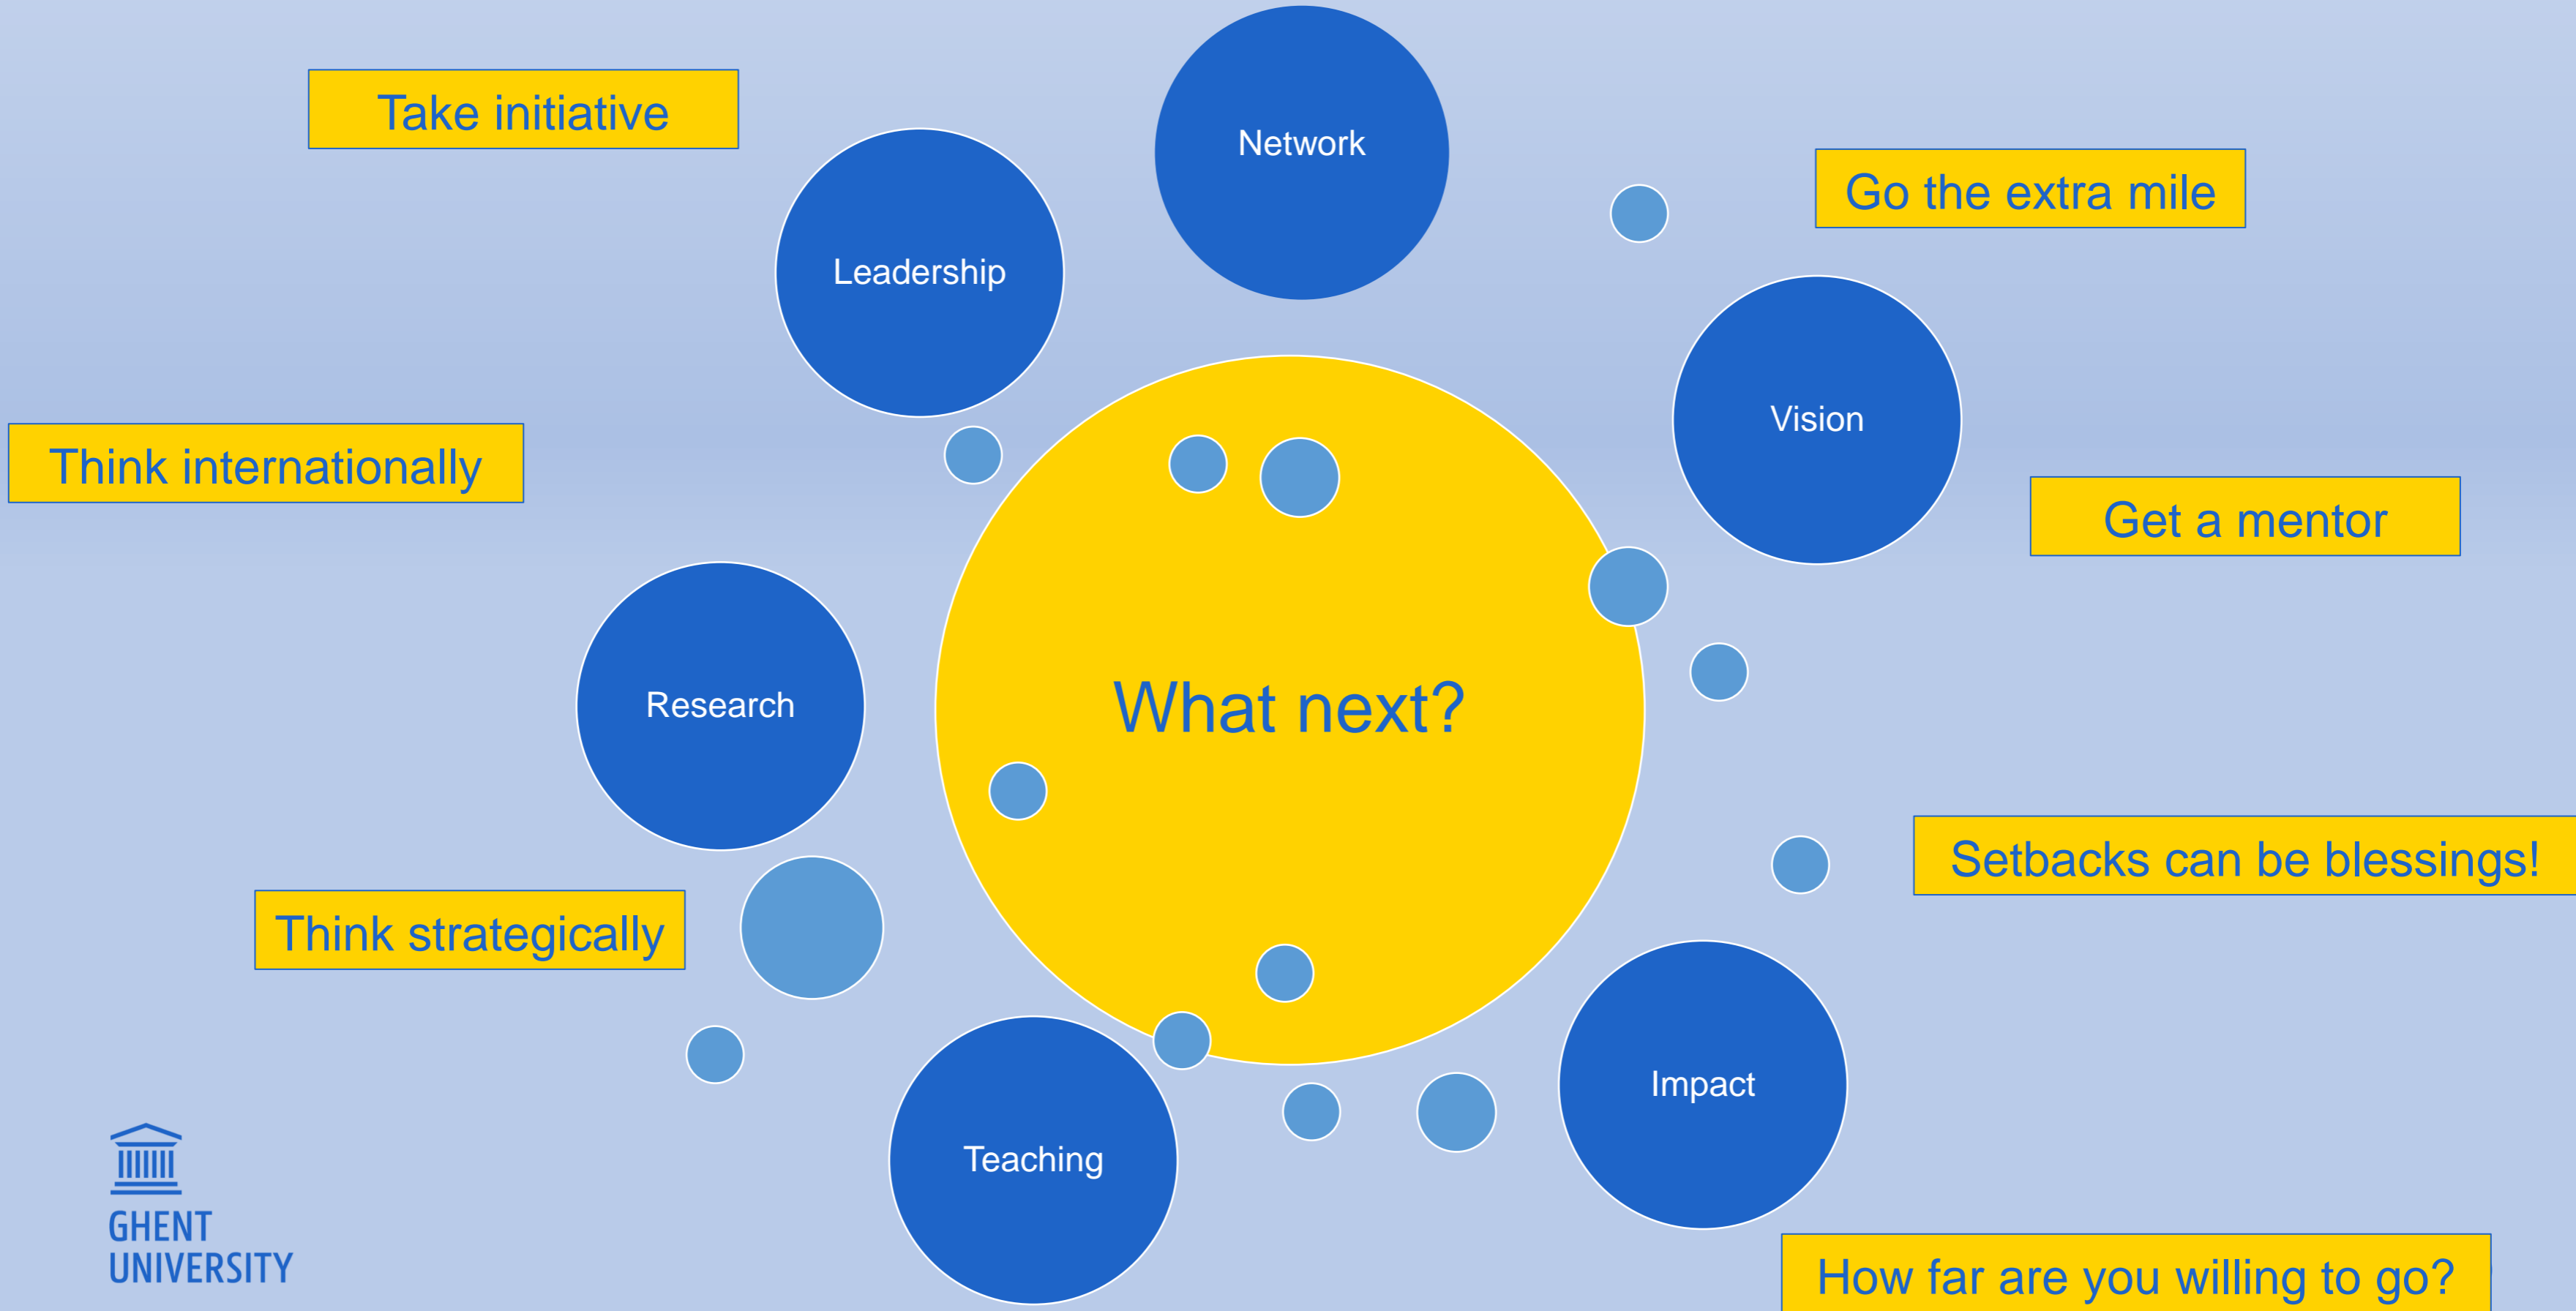 Take initiative
Network
Go the extra mile
Leadership
Vision
Think internationally
Get a mentor
Research
What next?
Setbacks can be blessings!
Think strategically
Impact
Teaching
GHENT
UNIVERSITY
How far are you willing to go?